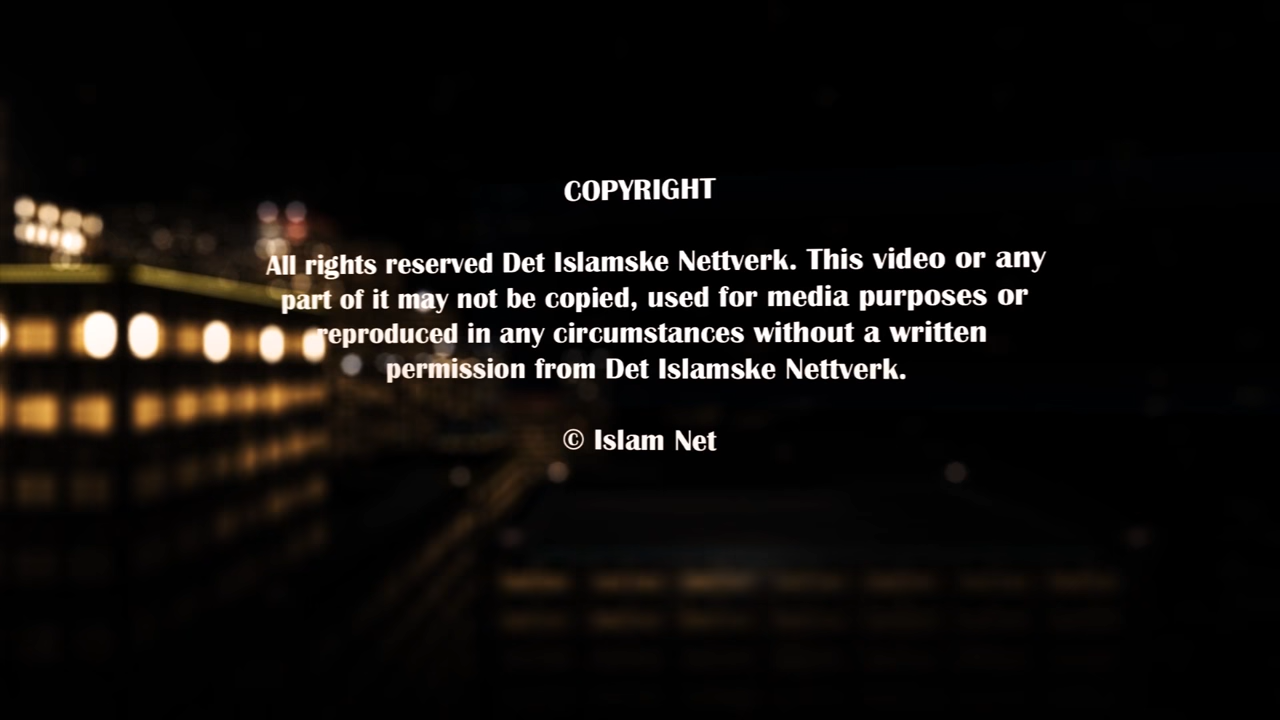 COPYRIGHT
All rights reserved Det Islamske Nettverk. This video or any
part of it may not be copied, used for media purposes or
reproduced in any circumstances without a written
permission from Det Islamske Nettverk.
© Islam Net